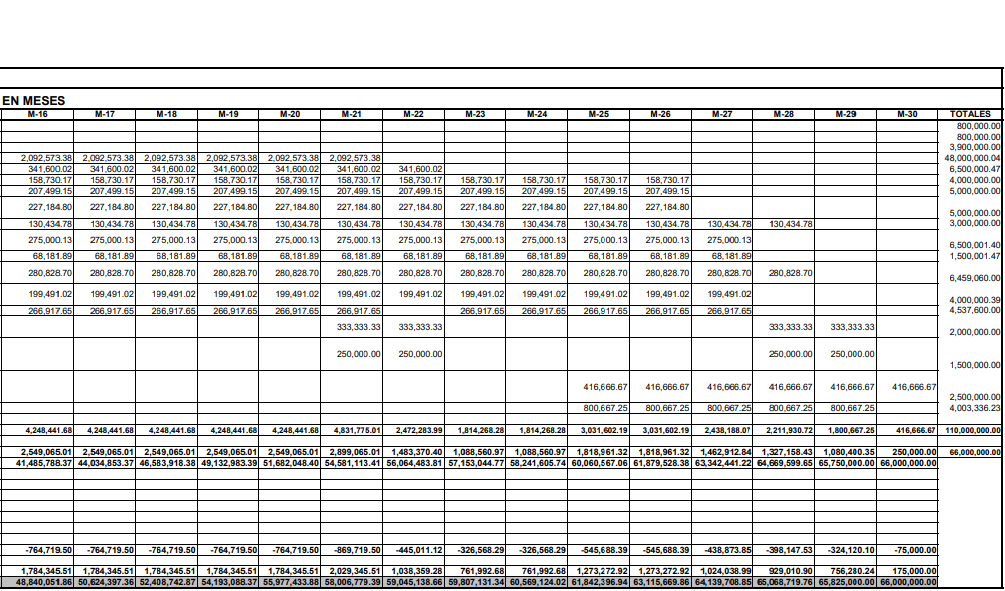 EN MESES
M-16 M-17 M-18 M-19 M-20 M-21 M-22 M-23 M-24 M-25 M-26 M-27 M-28 M-29 M-30 TOTALES
800,000.00
800,000.00
3,900,000.00
2,092,573.38 2,092,573.38 2,092,573.38 2,092,573.38 2,092,573.38 2,092,573.38 48,000,000.04
341,600.02 341,600.02 341,600.02 341,600.02 341,600.02 341,600.02 341,600.02 6,500,000.47
158,730.17 158,730.17 158,730.17 158,730.17 158,730.17 158,730.17 158,730.17 158,730.17 158,730.17 158,730.17 158,730.17 4,000,000.00
207,499.15 207,499.15 207,499.15 207,499.15 207,499.15 207,499.15 207,499.15 207,499.15 207,499.15 207,499.15 207,499.15 5,000,000.00
227,184.80 227,184.80 227,184.80 227,184.80 227,184.80 227,184.80 227,184.80 227,184.80 227,184.80 227,184.80 227,184.80 5,000,000.00
130,434.78 130,434.78 130,434.78 130,434.78 130,434.78 130,434.78 130,434.78 130,434.78 130,434.78 130,434.78 130,434.78 130,434.78 130,434.78 3,000,000.00
275,000.13 275,000.13 275,000.13 275,000.13 275,000.13 275,000.13 275,000.13 275,000.13 275,000.13 275,000.13 275,000.13 275,000.13 6,500,001.40
68,181.89 68,181.89 68,181.89 68,181.89 68,181.89 68,181.89 68,181.89 68,181.89 68,181.89 68,181.89 68,181.89 68,181.89 1,500,001.47
280,828.70 280,828.70 280,828.70 280,828.70 280,828.70 280,828.70 280,828.70 280,828.70 280,828.70 280,828.70 280,828.70 280,828.70 280,828.70 6,459,060.00
199,491.02 199,491.02 199,491.02 199,491.02 199,491.02 199,491.02 199,491.02 199,491.02 199,491.02 199,491.02 199,491.02 199,491.02 4,000,000.39
266,917.65 266,917.65 266,917.65 266,917.65 266,917.65 266,917.65 266,917.65 266,917.65 266,917.65 266,917.65 266,917.65 4,537,600.00
333,333.33 333,333.33 333,333.33 333,333.33 2,000,000.00
250,000.00 250,000.00 250,000.00 250,000.00 1,500,000.00
416,666.67 416,666.67 416,666.67 416,666.67 416,666.67 416,666.67 2,500,000.00
800,667.25 800,667.25 800,667.25 800,667.25 800,667.25 4,003,336.23
4,248,441.68 4,248,441.68 4,248,441.68 4,248,441.68 4,248,441.68 4,831,775.01 2,472,283.99 1,814,268.28 1,814,268.28 3,031,602.19 3,031,602.19 2,438,188.07 2,211,930.72 1,800,667.25 416,666.67 110,000,000.00
2,549,065.01 2,549,065.01 2,549,065.01 2,549,065.01 2,549,065.01 2,899,065.01 1,483,370.40 1,088,560.97 1,088,560.97 1,818,961.32 1,818,961.32 1,462,912.84 1,327,158.43 1,080,400.35 250,000.00 66,000,000.00
41,485,788.37 44,034,853.37 46,583,918.38 49,132,983.39 51,682,048.40 54,581,113.41 56,064,483.81 57,153,044.77 58,241,605.74 60,060,567.06 61,879,528.38 63,342,441.22 64,669,599.65 65,750,000.00 66,000,000.00
-764,719.50 -764,719.50 -764,719.50 -764,719.50 -764,719.50 -869,719.50 -445,011.12 -326,568.29 -326,568.29 -545,688.39 -545,688.39 -438,873.85 -398,147.53 -324,120.10 -75,000.00
1,784,345.51 1,784,345.51 1,784,345.51 1,784,345.51 1,784,345.51 2,029,345.51 1,038,359.28 761,992.68 761,992.68 1,273,272.92 1,273,272.92 1,024,038.99 929,010.90 756,280.24 175,000.00
48,840,051.86 50,624,397.36 52,408,742.87 54,193,088.37 55,977,433.88 58,006,779.39 59,045,138.66 59,807,131.34 60,569,124.02 61,842,396.94 63,115,669.86 64,139,708.85 65,068,719.76 65,825,000.00 66,000,000.00